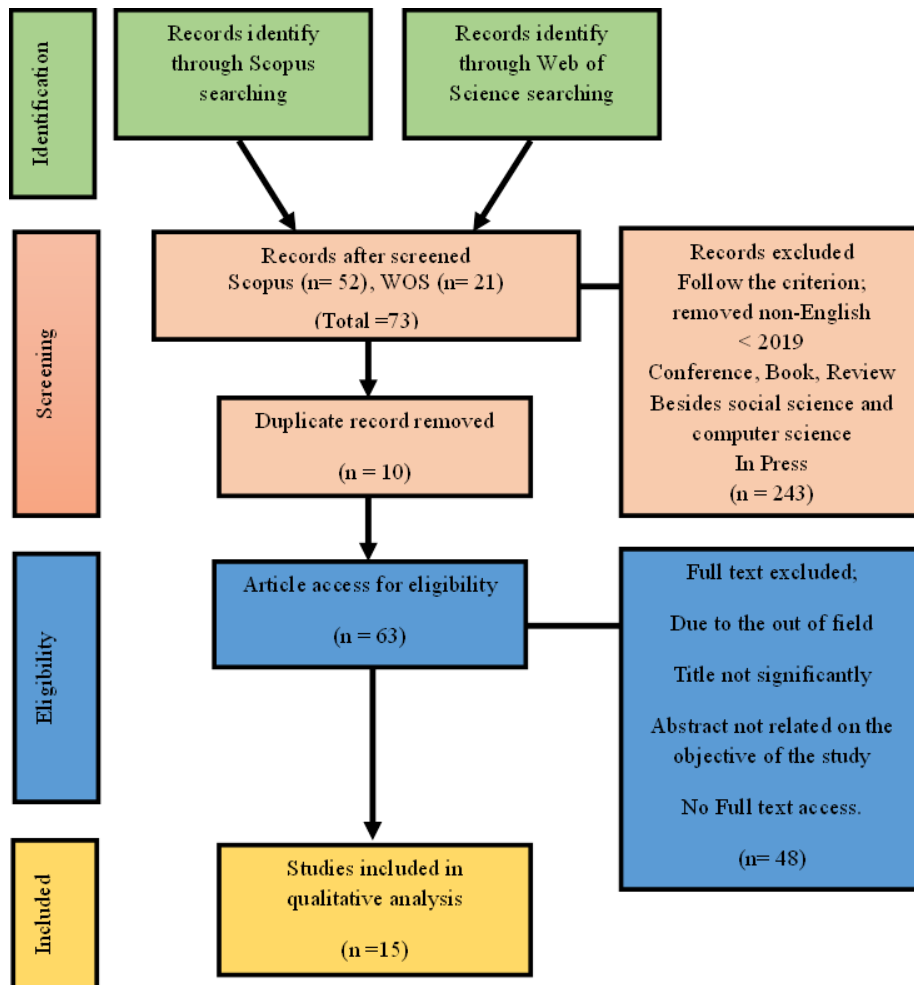 Identification
Records identify
through Scopus
searching
Records identify
through Web of
Science searching
Screening
Records after screened
Scopus (n= 52), WOS (n= 21)
(Total =73)
Records excluded
Follow the criterion;
removed non-English
< 2019
Conference, Book, Review
Besides social science and
computer science
In Press
(n = 243)
Duplicate record removed
(n = 10)
Eligibility
Article access for eligibility
(n = 63)
Full text excluded;
Due to the out of field
Title not significantly
Abstract not related on the
objective of the study
No Full text access.
(n= 48)
Included
Studies included in
qualitative analysis
(n =15)